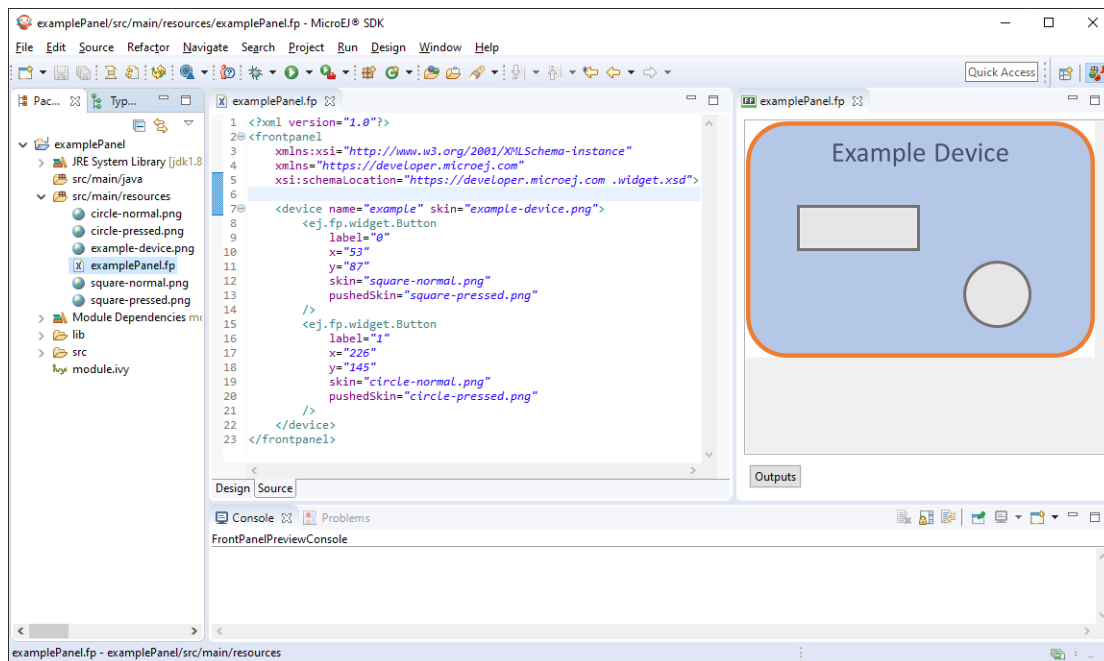 examplePanel/src/main/resources/examplePanel.fp - MicroEJ® SDK
File Edit Source Refactor Navigate Search Project Run Design Window Help
Quick Access
Pac...
Typ...
examplePanel
JRE System Library [jdk1.8
src/main/java
src/main/resources
circle-normal.png
circle-pressed.png
example-device.png
examplePanel.fp
square-normal.png
square-pressed.png
Module Dependencies
lib
src
module.ivy
examplePanel.fp
1 <?xml version="1.0"?>
2 <frontpanel
3 xmlns:xsi="http://www.w3.org/2001/XMLSchema-instance"
4 xmlns="https://developer.microej.com"
5 xsi:schemaLocation="https://developer.microej.com .widget.xsd">
6
7 <device name="example" skin="example-device.png">
8 <ej.fp.widget.Button
9 label="0"
10 x="53"
11 y="87"
12 skin="square-normal.png"
13 pushedSkin="square-pressed.png"
14 />
15 <ej.fp.widget.Button
16 label="1"
17 x="226"
18 y="145"
19 skin="circle-normal.png"
20 pushedSkin="circle-pressed.png"
21 />
22 </device>
23 </frontpanel>
Design Source
examplePanel.fp
Example Device
Outputs
Console
Problems
FrontPanelPreviewConsole
examplePanel.fp - examplePanel/src/main/resources